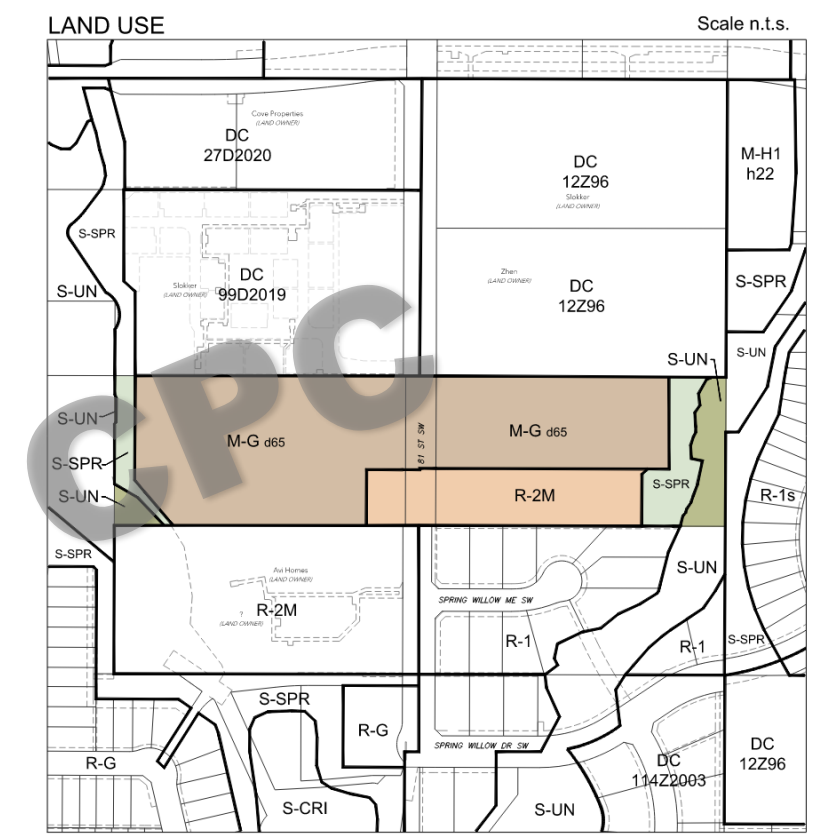 LAND USE
Scale n.t.s.
Cove Properties
(LAND OWNER)
DC
27D2020
DC
12Z96
Slokker
(LAND OWNER)
M-H1
h22
S-SPR
S-UN
Slokker
(LAND OWNER)
DC
99D2019
Zhen
(LAND OWNER)
DC
12Z96
S-SPR
S-UN
S-UN
CPC
S-UN
S-SPR
S-UN
M-G d65
81 ST SW
M-G d65
R-2M
S-SPR
R-1s
S-SPR
Avi Homes
(LAND OWNER)
?
(LAND OWNER)
R-2M
SPRING WILLOW ME SW
R-1
S-UN
R-1
S-SPR
S-SPR
R-G
SPRING WILLOW DR SW
R-G
S-CRI
S-UN
DC
114Z2003
DC
12Z96